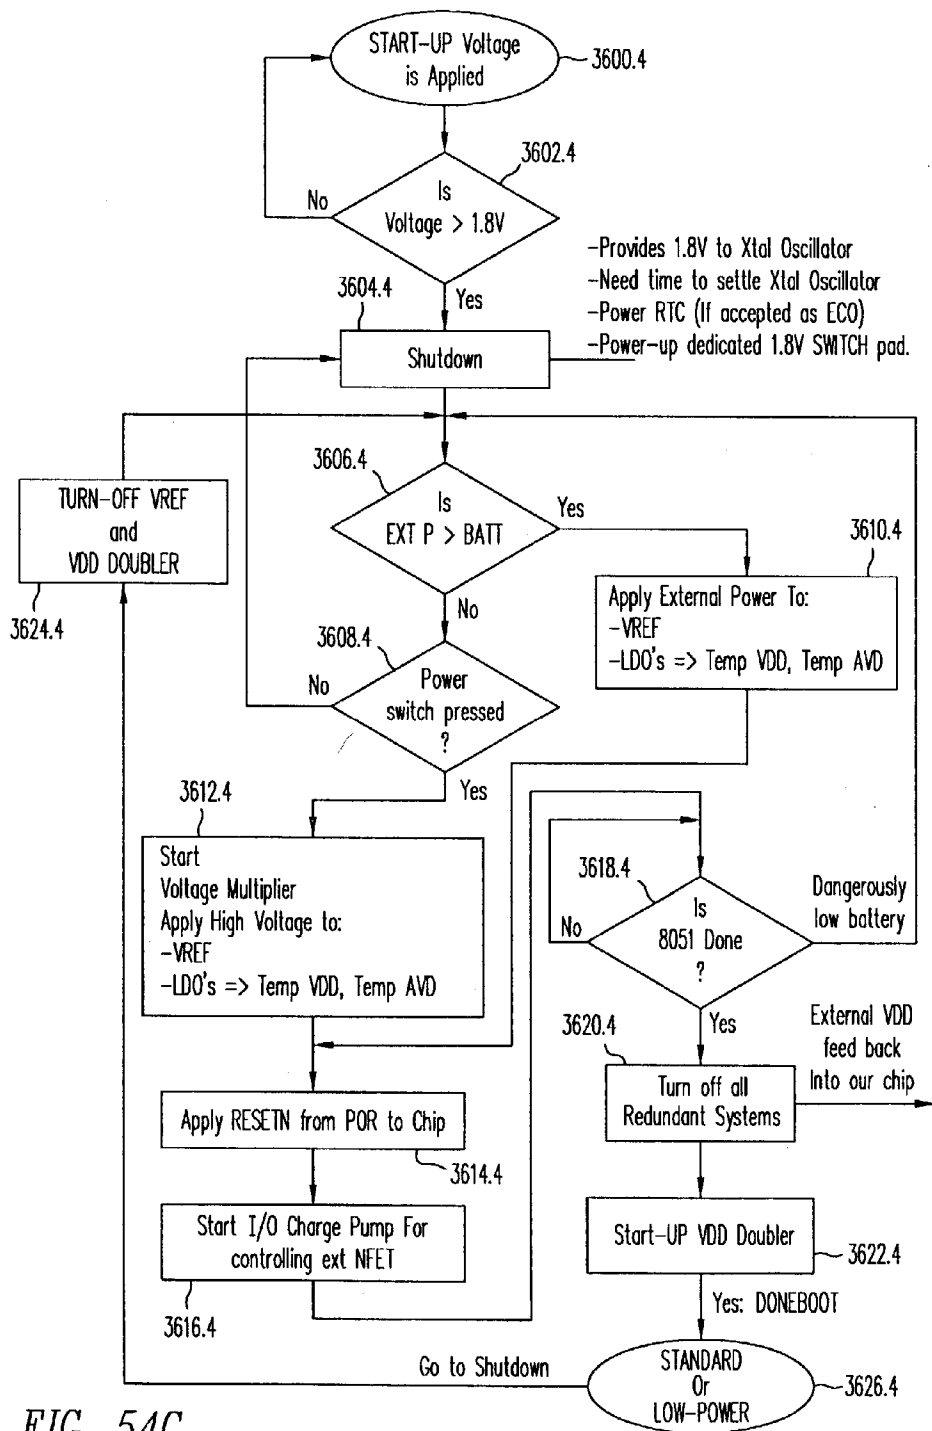 START-UP Voltage
is Applied
3600.4
3602.4
Is
Voltage > 1.8V
No
Yes
-Provides 1.8V to Xtal Oscillator
-Need time to settle Xtal Oscillator
-Power RTC (If accepted as ECO)
-Power-up dedicated 1.8V SWITCH pad.
3604.4
Shutdown
3606.4
Is
EXT P > BATT
Yes
No
TURN-OFF VREF
and
VDD DOUBLER
3624.4
3610.4
Apply External Power To:
-VREF
-LDO's => Temp VDD, Temp AVD
3608.4
Power
switch pressed
?
No
Yes
3612.4
Start
Voltage Multiplier
Apply High Voltage to:
-VREF
-LDO's => Temp VDD, Temp AVD
3618.4
Is
8051 Done
?
No
Dangerously
low battery
Yes
3620.4
Turn off all
Redundant Systems
External VDD
feed back
Into our chip
Apply RESETN from POR to Chip
3614.4
Start I/O Charge Pump For
controlling ext NFET
3616.4
Start-UP VDD Doubler
3622.4
Yes: DONEBOOT
Go to Shutdown
STANDARD
Or
LOW-POWER
3626.4
FIG. 54C